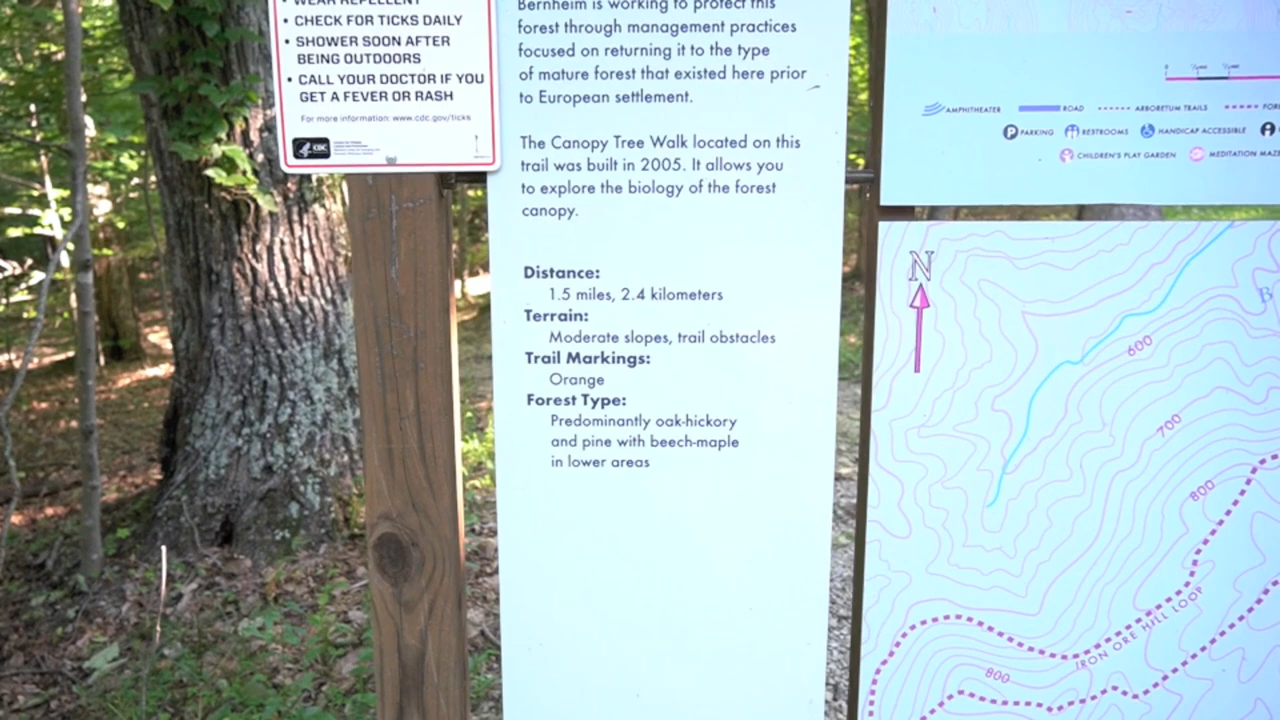 • WEAR REPELLENT
• CHECK FOR TICKS DAILY
• SHOWER SOON AFTER
BEING OUTDOORS
• CALL YOUR DOCTOR IF YOU
GET A FEVER OR RASH
For more information: www.cdc.gov/ticks
CDC
Bernheim is working to protect this
forest through management practices
focused on returning it to the type
of mature forest that existed here prior
to European settlement.
The Canopy Tree Walk located on this
trail was built in 2005. It allows you
to explore the biology of the forest
canopy.
Distance:
1.5 miles, 2.4 kilometers
Terrain:
Moderate slopes, trail obstacles
Trail Markings:
Orange
Forest Type:
Predominantly oak-hickory
and pine with beech-maple
in lower areas
AMPHITHEATER ROAD ARBORETUM TRAILS
P PARKING RESTROOMS HANDICAP ACCESSIBLE
CHILDREN'S PLAY GARDEN MEDITATION MAZE
N
600
700
800
IRON ORE HILL LOOP
800